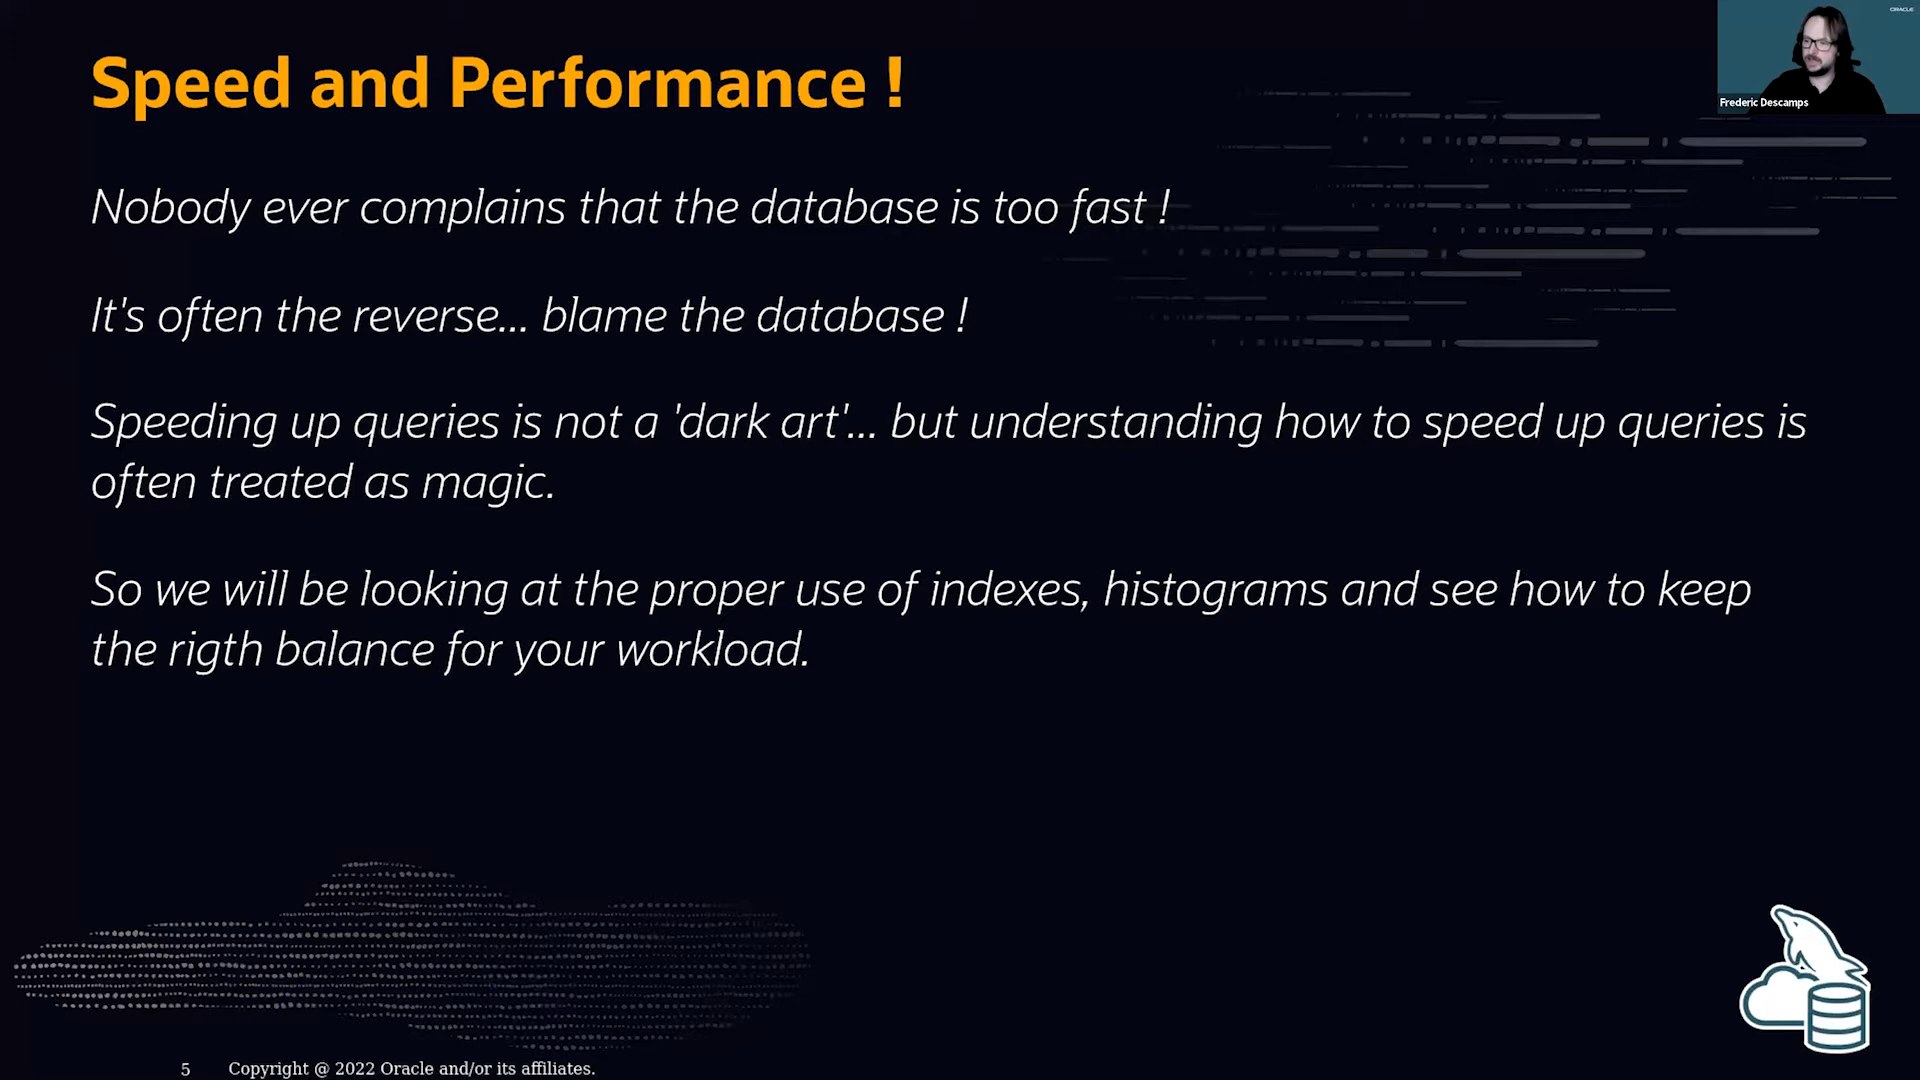 ORACLE
Frederic Descamps
Speed and Performance !
Nobody ever complains that the database is too fast !
It's often the reverse... blame the database !
Speeding up queries is not a 'dark art'... but understanding how to speed up queries is
often treated as magic.
So we will be looking at the proper use of indexes, histograms and see how to keep
the rigth balance for your workload.
5 Copyright @ 2022 Oracle and/or its affiliates.